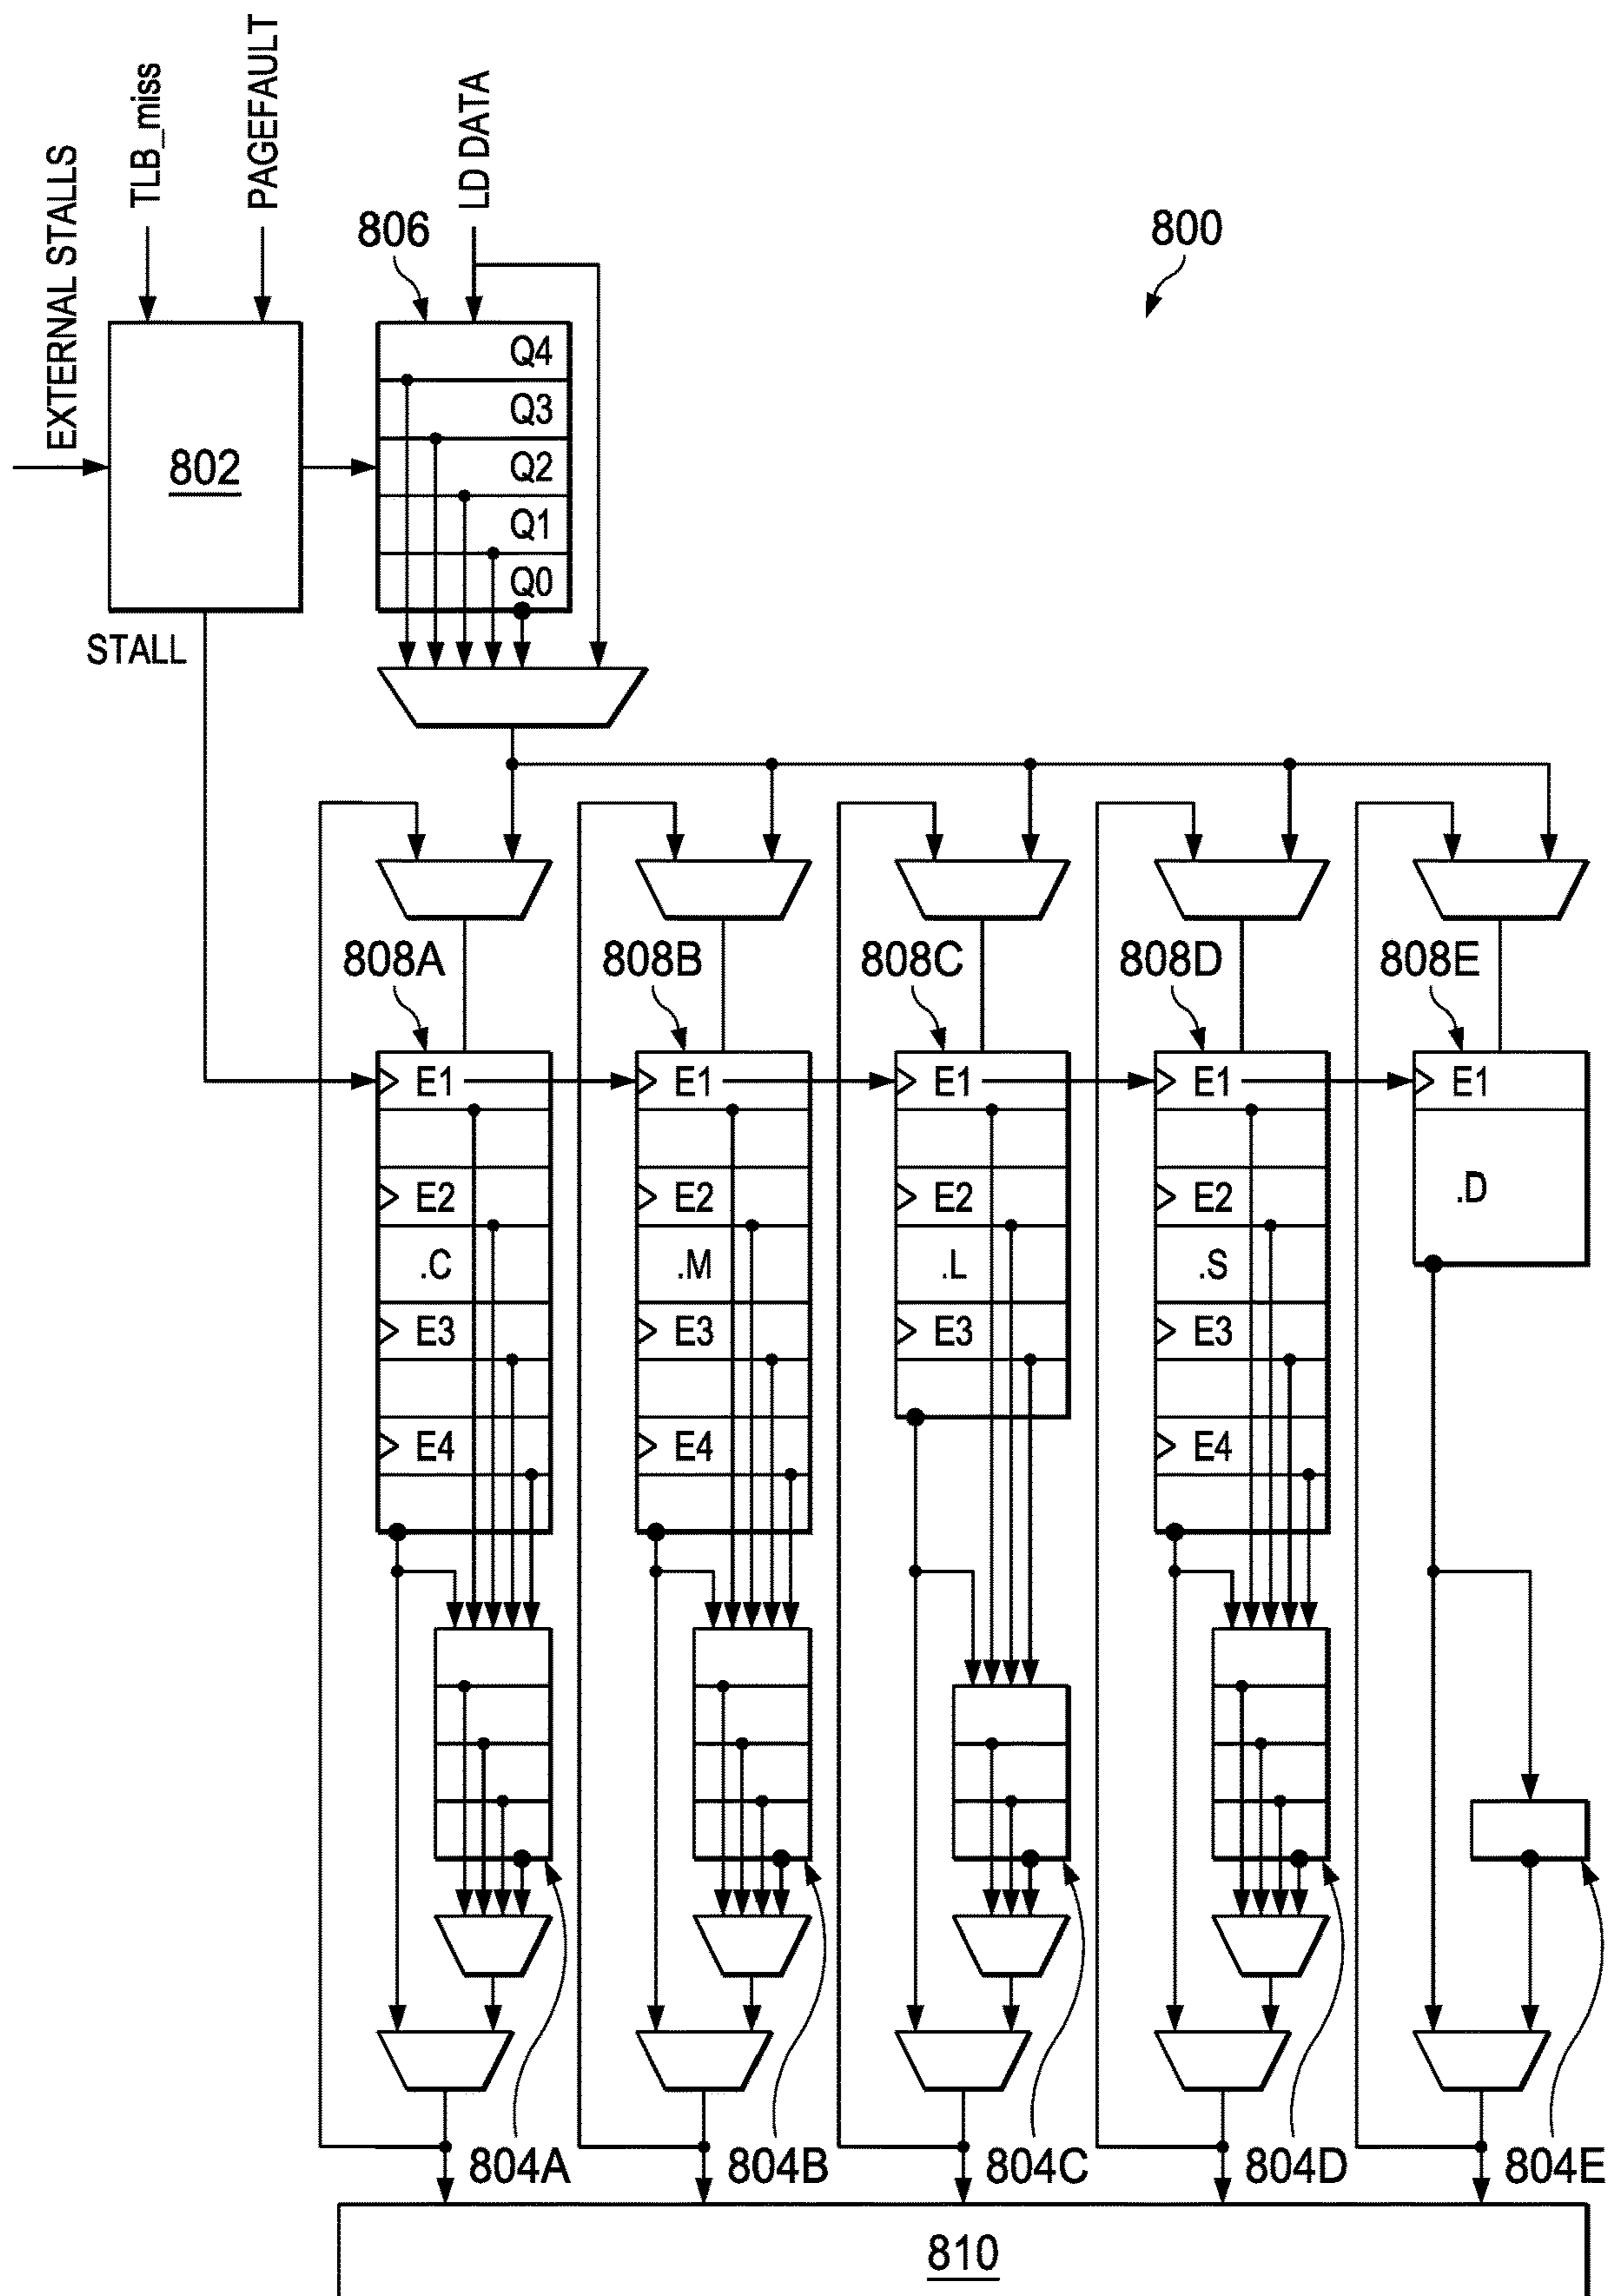 EXTERNAL STALLS
TLB_miss
PAGEFAULT
LD DATA
806
800
Q4
Q3
802
Q2
Q1
Q0
STALL
808A
808B
808C
808D
808E
E1
E1
E1
E1
E1
E2
E2
E2
E2
.D
.C
.M
.L
.S
E3
E3
E3
E3
E4
E4
E4
804A
804B
804C
804D
804E
810